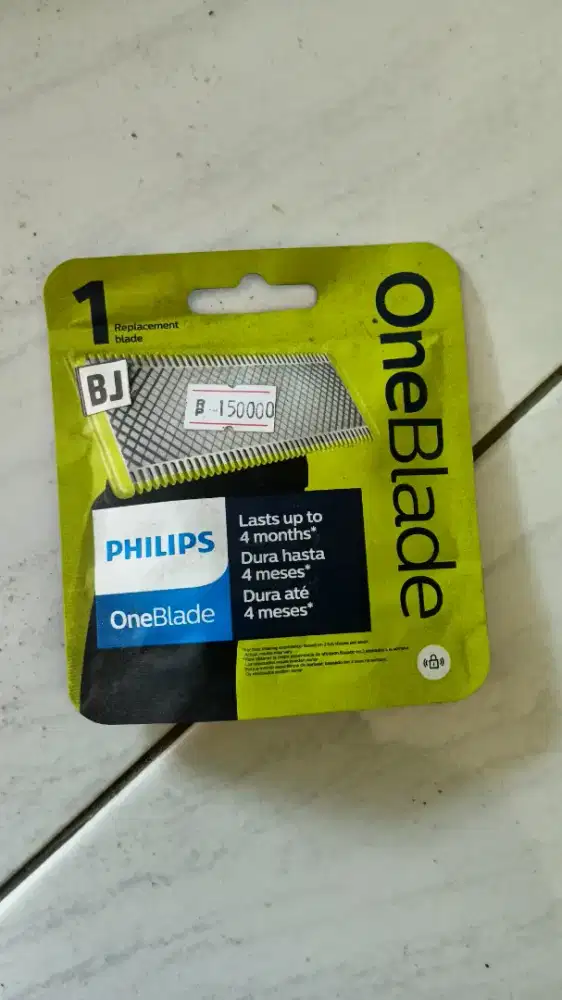 1
Replacement
blade
BJ
150000
OneBlade
PHILIPS
OneBlade
Lasts up to
4 months*
Dura hasta
4 meses*
Dura até
4 meses*